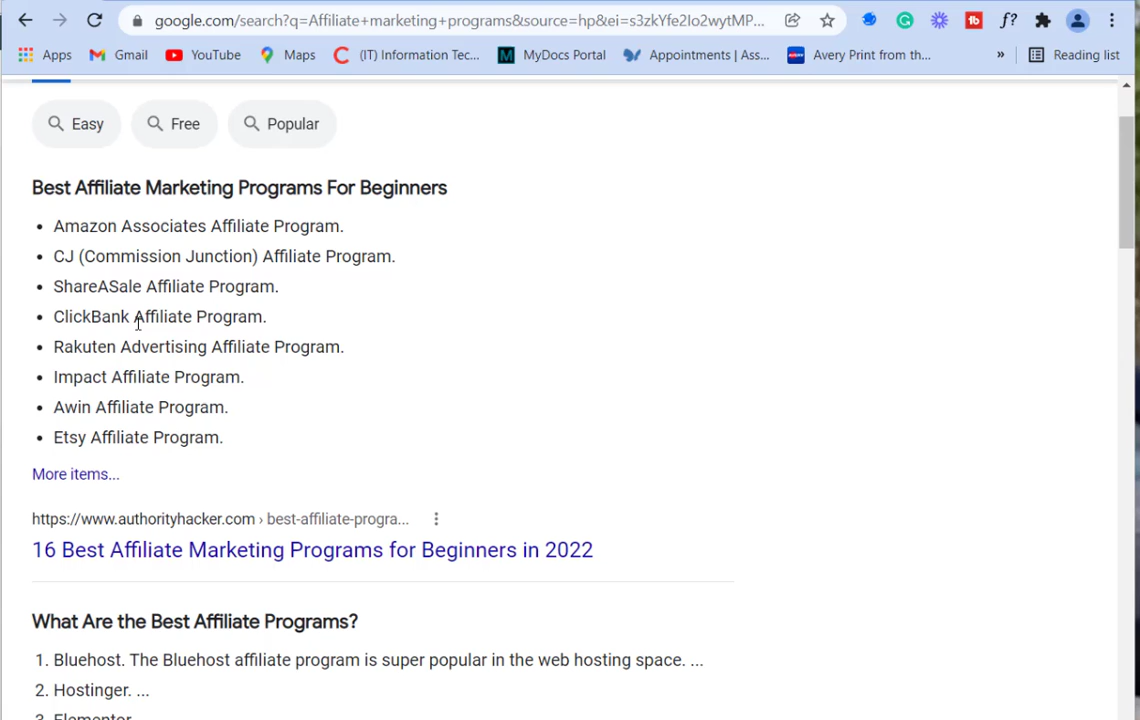 google.com/search?q=Affiliate+marketing+programs&source=hp&ei=s3zkYfe2Io2wytMP...
Apps Gmail YouTube Maps (IT) Information Tec... MyDocs Portal Appointments | Ass... Avery Print from th... » Reading list
Easy Free Popular
Best Affiliate Marketing Programs For Beginners
• Amazon Associates Affiliate Program.
• CJ (Commission Junction) Affiliate Program.
• ShareASale Affiliate Program.
• ClickBank Affiliate Program.
• Rakuten Advertising Affiliate Program.
• Impact Affiliate Program.
• Awin Affiliate Program.
• Etsy Affiliate Program.
More items...
https://www.authorityhacker.com › best-affiliate-progra...
16 Best Affiliate Marketing Programs for Beginners in 2022
What Are the Best Affiliate Programs?
1. Bluehost. The Bluehost affiliate program is super popular in the web hosting space. ...
2. Hostinger. ...
3. Elementor